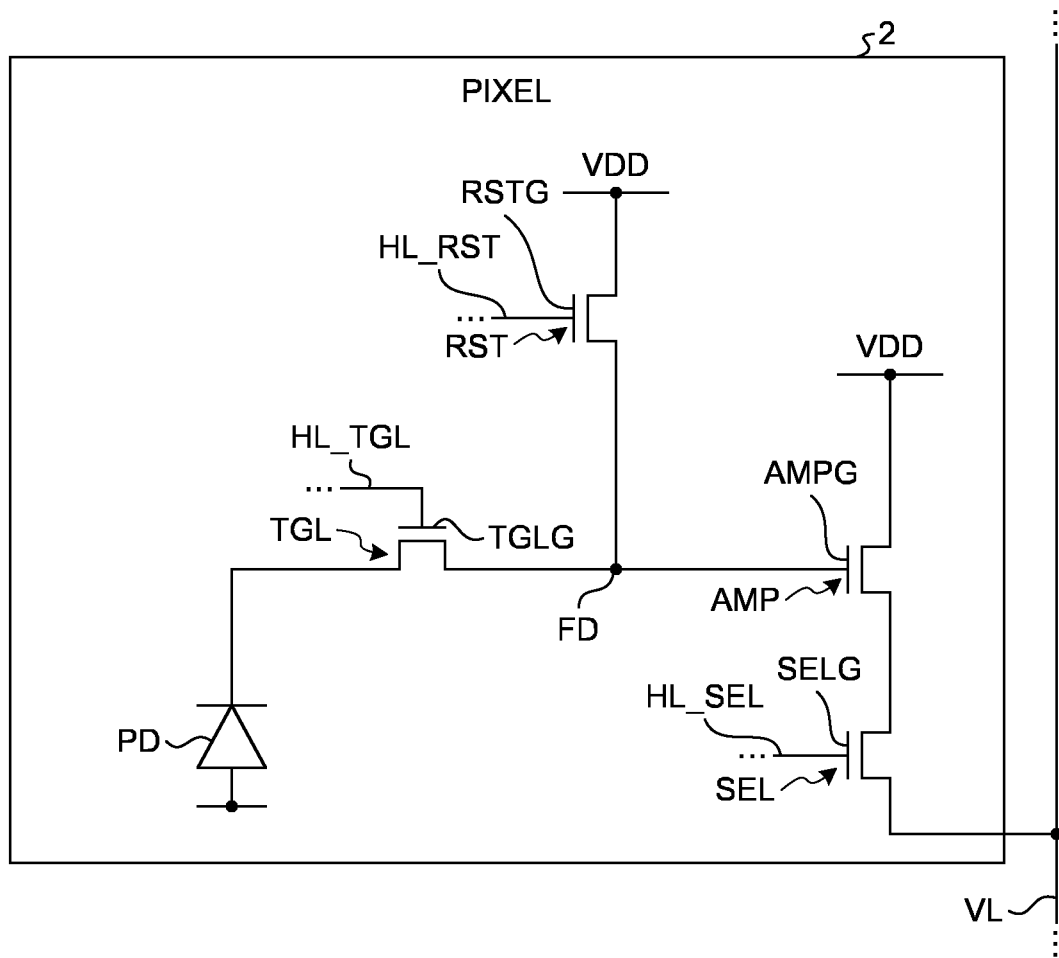 2
PIXEL
VDD
RSTG
HL_RST
RST
VDD
HL_TGL
AMPG
TGL
TGLG
AMP
FD
SELG
HL_SEL
PD
SEL
VL